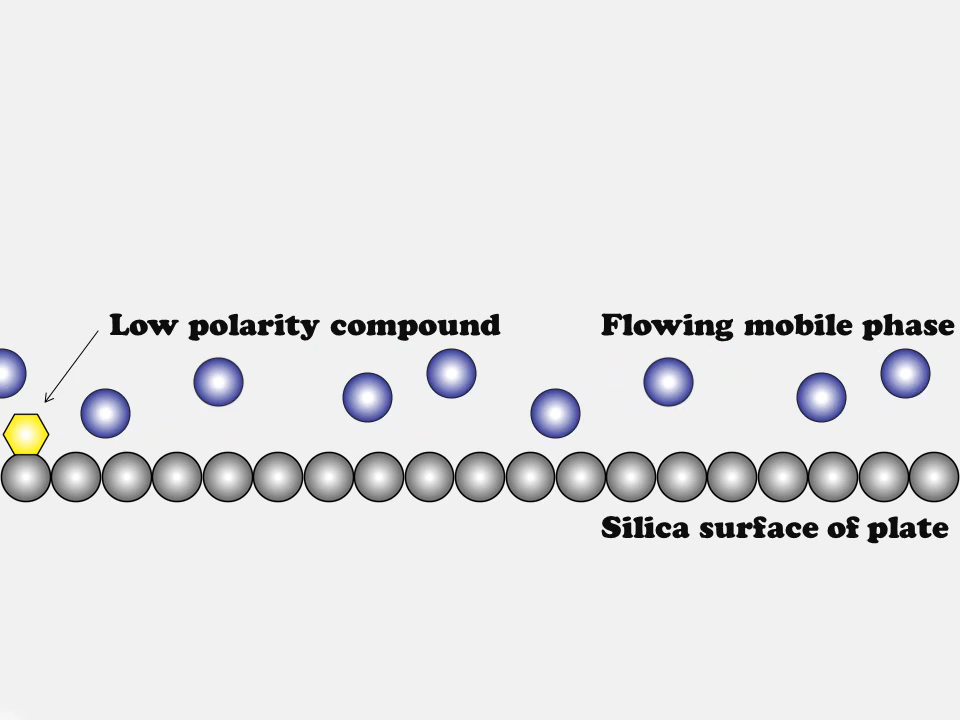 Low polarity compound
Flowing mobile phase
Silica surface of plate